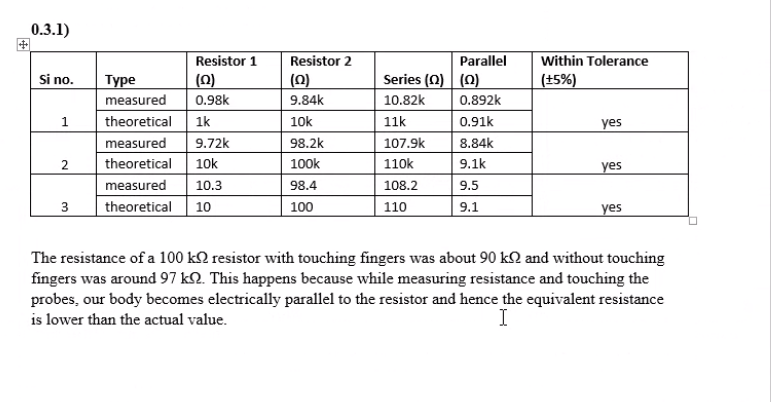 0.3.1)
Si no. Type Resistor 1 (Ω) Resistor 2 (Ω) Series (Ω) Parallel (Ω) Within Tolerance (±5%)
measured 0.98k 9.84k 10.82k 0.892k
1 theoretical 1k 10k 11k 0.91k yes
measured 9.72k 98.2k 107.9k 8.84k
2 theoretical 10k 100k 110k 9.1k yes
measured 10.3 98.4 108.2 9.5
3 theoretical 10 100 110 9.1 yes
The resistance of a 100 kΩ resistor with touching fingers was about 90 kΩ and without touching
fingers was around 97 kΩ. This happens because while measuring resistance and touching the
probes, our body becomes electrically parallel to the resistor and hence the equivalent resistance
is lower than the actual value.